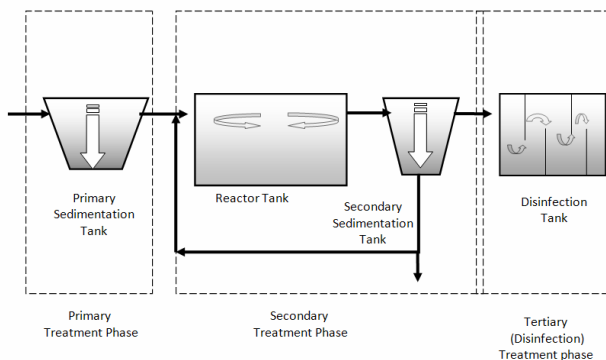 Primary
Sedimentation
Tank
Reactor Tank
Secondary
Sedimentation
Tank
Disinfection
Tank
Primary
Treatment Phase
Secondary
Treatment Phase
Tertiary
(Disinfection)
Treatment phase